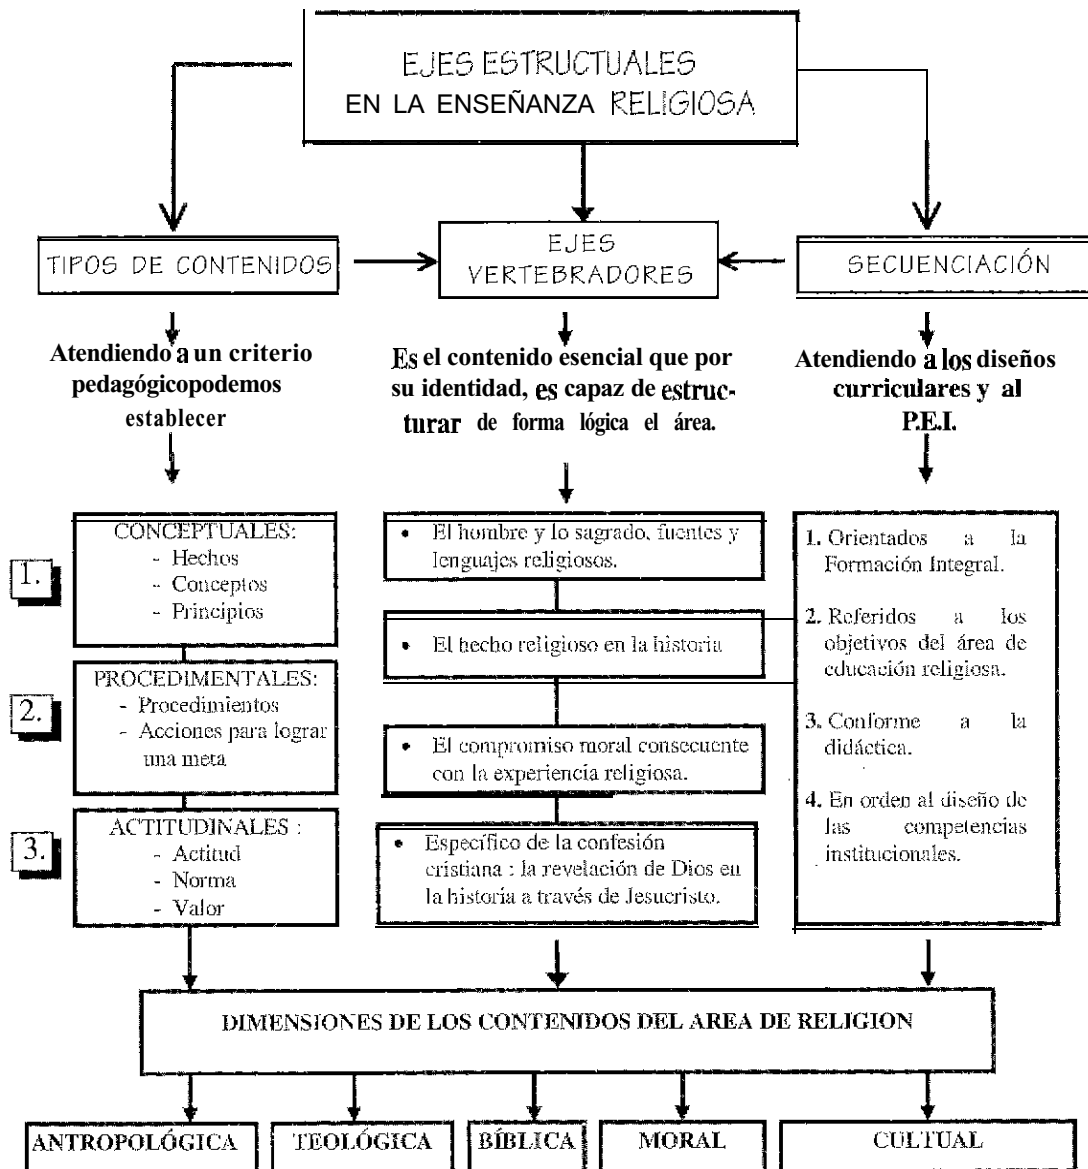 EJES ESTRUCTUALES
EN LA ENSEÑANZA RELIGIOSA
TIPOS DE CONTENIDOS
EJES
VERTEBRADORES
SECUENCIACIÓN
Atendiendo a un criterio
pedagógicopodemos
establecer
Es el contenido esencial que por
su identidad, es capaz de estruc-
turar de forma lógica el área.
Atendiendo a los diseños
curriculares y al
P.E.I.
1.
CONCEPTUALES:
- Hechos
- Conceptos
- Principios
2.
PROCEDIMENTALES:
- Procedimientos
- Acciones para lograr
una meta
3.
ACTITUDINALES :
- Actitud
- Norma
- Valor
• El hombre y lo sagrado, fuentes y
lenguajes religiosos.
• El hecho religioso en la historia
• El compromiso moral consecuente
con la experiencia religiosa.
• Específico de la confesión
cristiana : la revelación de Dios en
la historia a través de Jesucristo.
1. Orientados a la
Formación Integral.
2. Referidos a los
objetivos del área de
educación religiosa.
3. Conforme a la
didáctica.
4. En orden al diseño de
las competencias
institucionales.
DIMENSIONES DE LOS CONTENIDOS DEL AREA DE RELIGION
ANTROPOLÓGICA
TEOLÓGICA
BÍBLICA
MORAL
CULTUAL